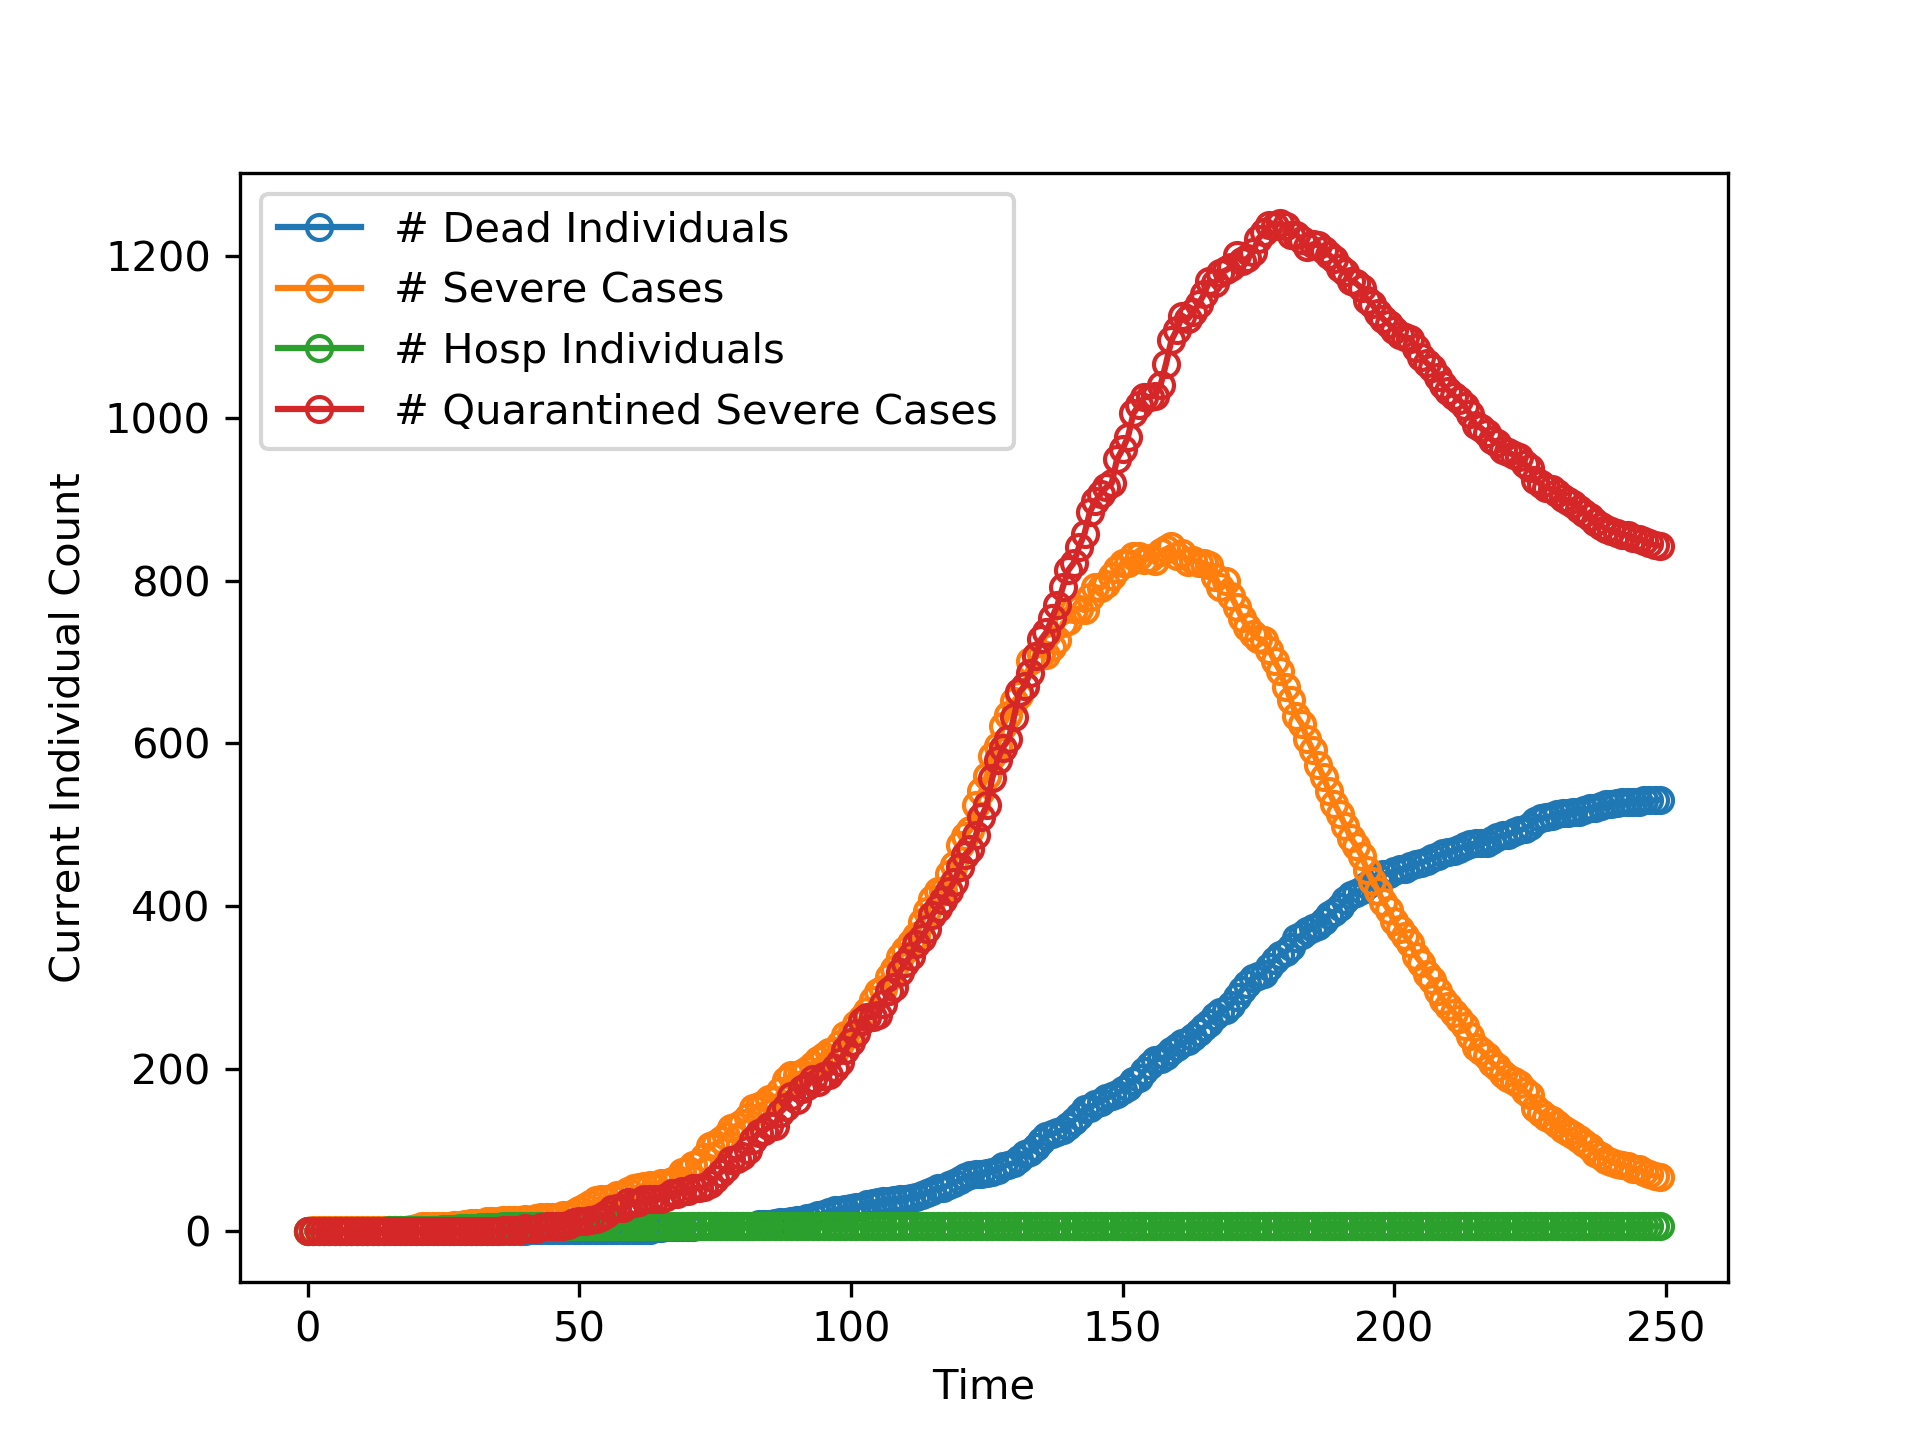 # Dead Individuals
# Severe Cases
# Hosp Individuals
# Quarantined Severe Cases
1200
1000
800
600
400
200
0
Current Individual Count
0 50 100 150 200 250
Time